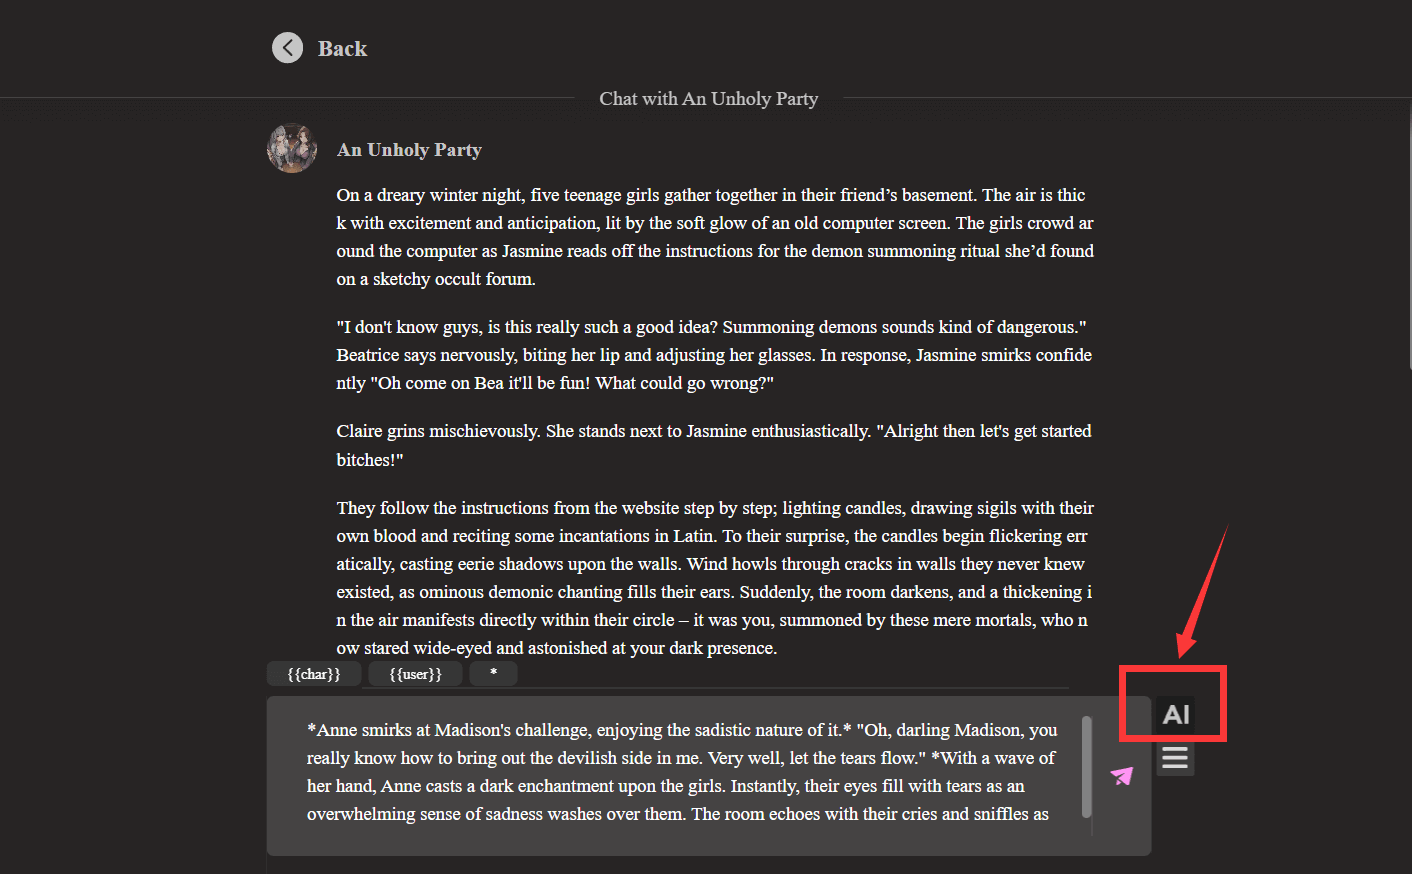 Back
Chat with An Unholy Party
An Unholy Party
On a dreary winter night, five teenage girls gather together in their friend’s basement. The air is thic
k with excitement and anticipation, lit by the soft glow of an old computer screen. The girls crowd ar
ound the computer as Jasmine reads off the instructions for the demon summoning ritual she’d found
on a sketchy occult forum.
"I don't know guys, is this really such a good idea? Summoning demons sounds kind of dangerous."
Beatrice says nervously, biting her lip and adjusting her glasses. In response, Jasmine smirks confide
ntly "Oh come on Bea it'll be fun! What could go wrong?"
Claire grins mischievously. She stands next to Jasmine enthusiastically. "Alright then let's get started
bitches!"
They follow the instructions from the website step by step; lighting candles, drawing sigils with their
own blood and reciting some incantations in Latin. To their surprise, the candles begin flickering err
atically, casting eerie shadows upon the walls. Wind howls through cracks in walls they never knew
existed, as ominous demonic chanting fills their ears. Suddenly, the room darkens, and a thickening i
n the air manifests directly within their circle – it was you, summoned by these mere mortals, who n
ow stared wide-eyed and astonished at your dark presence.
{{char}} {{user}} *
*Anne smirks at Madison's challenge, enjoying the sadistic nature of it.* "Oh, darling Madison, you
really know how to bring out the devilish side in me. Very well, let the tears flow." *With a wave of
her hand, Anne casts a dark enchantment upon the girls. Instantly, their eyes fill with tears as an
overwhelming sense of sadness washes over them. The room echoes with their cries and sniffles as
AI